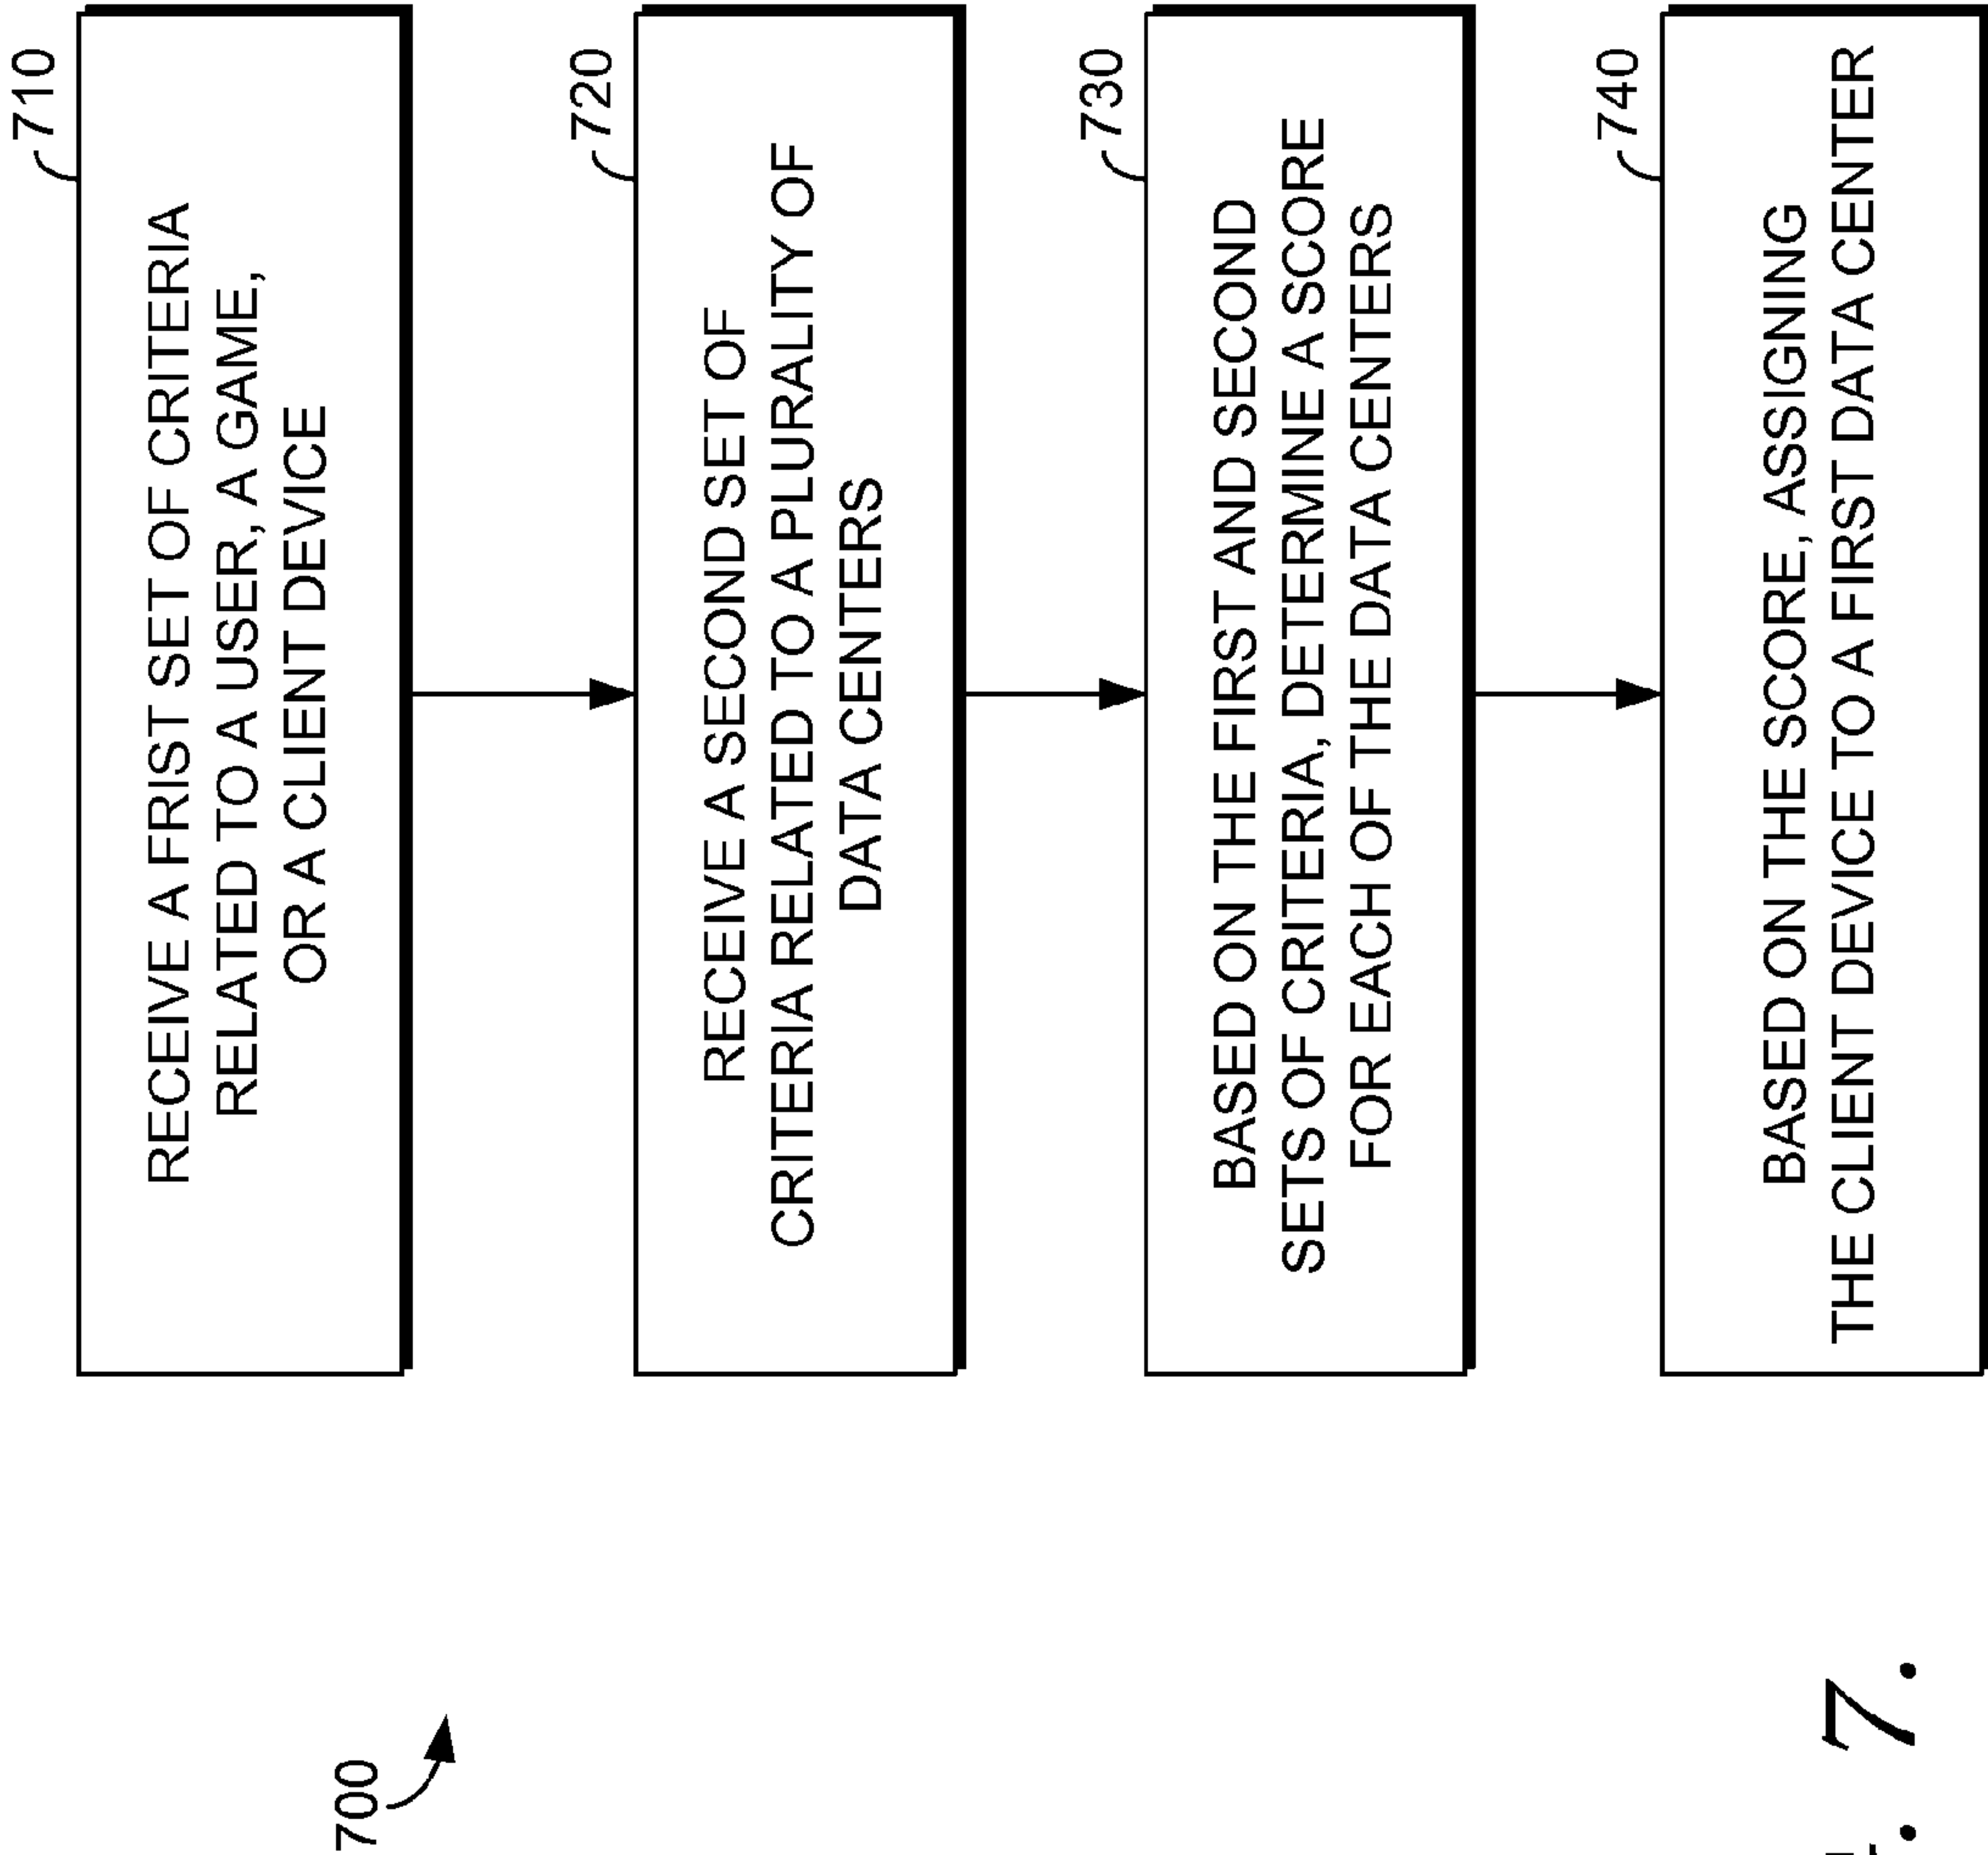 710
RECEIVE A FRIST SET OF CRITERIA
RELATED TO A USER, A GAME,
OR A CLIENT DEVICE
720
RECEIVE A SECOND SET OF
CRITERIA RELATED TO A PLURALITY OF
DATA CENTERS
730
BASED ON THE FIRST AND SECOND
SETS OF CRITERIA, DETERMINE A SCORE
FOR EACH OF THE DATA CENTERS
740
BASED ON THE SCORE, ASSIGNING
THE CLIENT DEVICE TO A FIRST DATA CENTER
700
7.